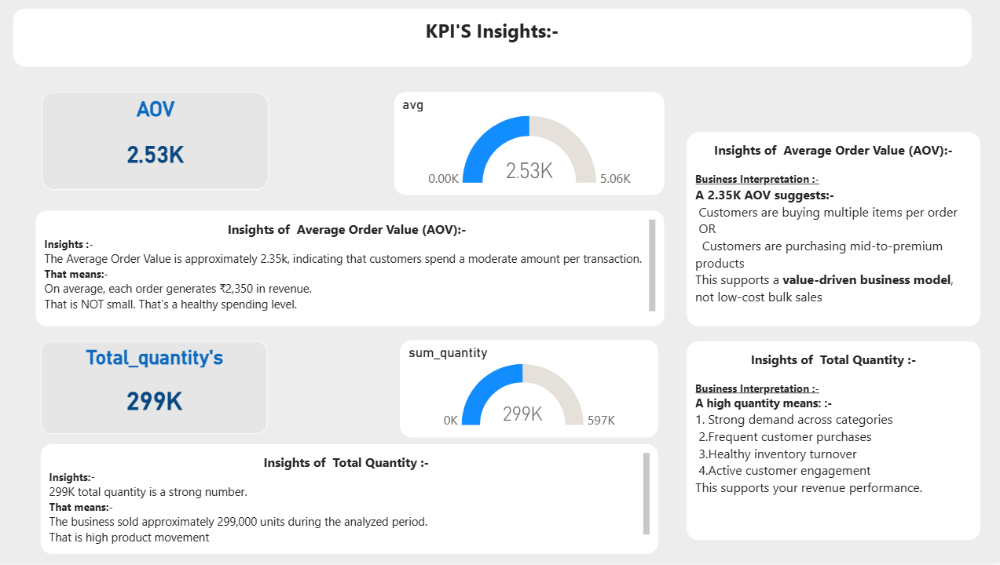 KPI'S Insights:-
AOV
2.53K
avg
2.53K
0.00K
5.06K
Insights of  Average Order Value (AOV):-
Insights :-
The Average Order Value is approximately 2.35k, indicating that customers spend a moderate amount per transaction.
That means:-
On average, each order generates ₹2,350 in revenue.
That is NOT small. That's a healthy spending level.
Insights of  Average Order Value (AOV):-
Business Interpretation :-
A 2.35K AOV suggests:-
Customers are buying multiple items per order
OR
Customers are purchasing mid-to-premium
products
This supports a value-driven business model,
not low-cost bulk sales
Total_quantity's
299K
sum_quantity
299K
0K
597K
Insights of  Total Quantity :-
Insights:-
299K total quantity is a strong number.
That means:-
The business sold approximately 299,000 units during the analyzed period.
That is high product movement
Insights of  Total Quantity :-
Business Interpretation :-
A high quantity means: :-
1. Strong demand across categories
2.Frequent customer purchases
3.Healthy inventory turnover
4.Active customer engagement
This supports your revenue performance.